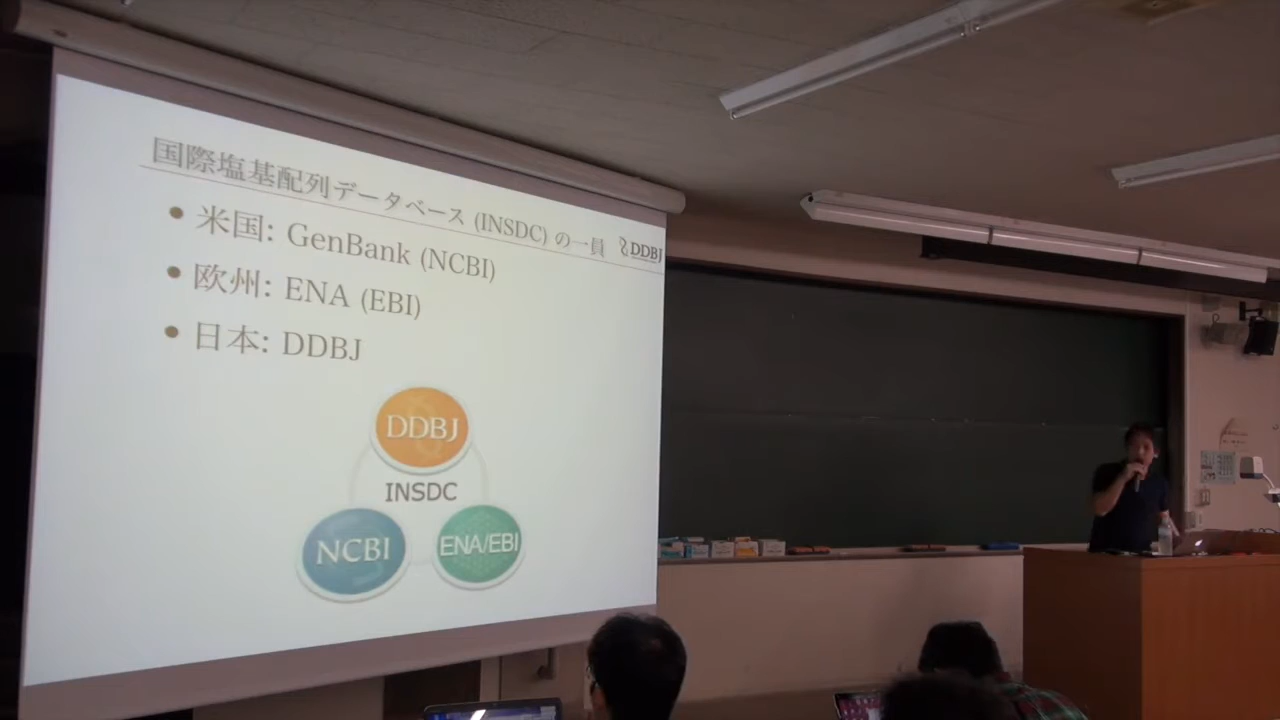 国際塩基配列データベース (INSDC) の一員
DDBJ
• 米国: GenBank (NCBI)
• 欧州: ENA (EBI)
• 日本: DDBJ
DDBJ
INSDC
NCBI
ENA/EBI